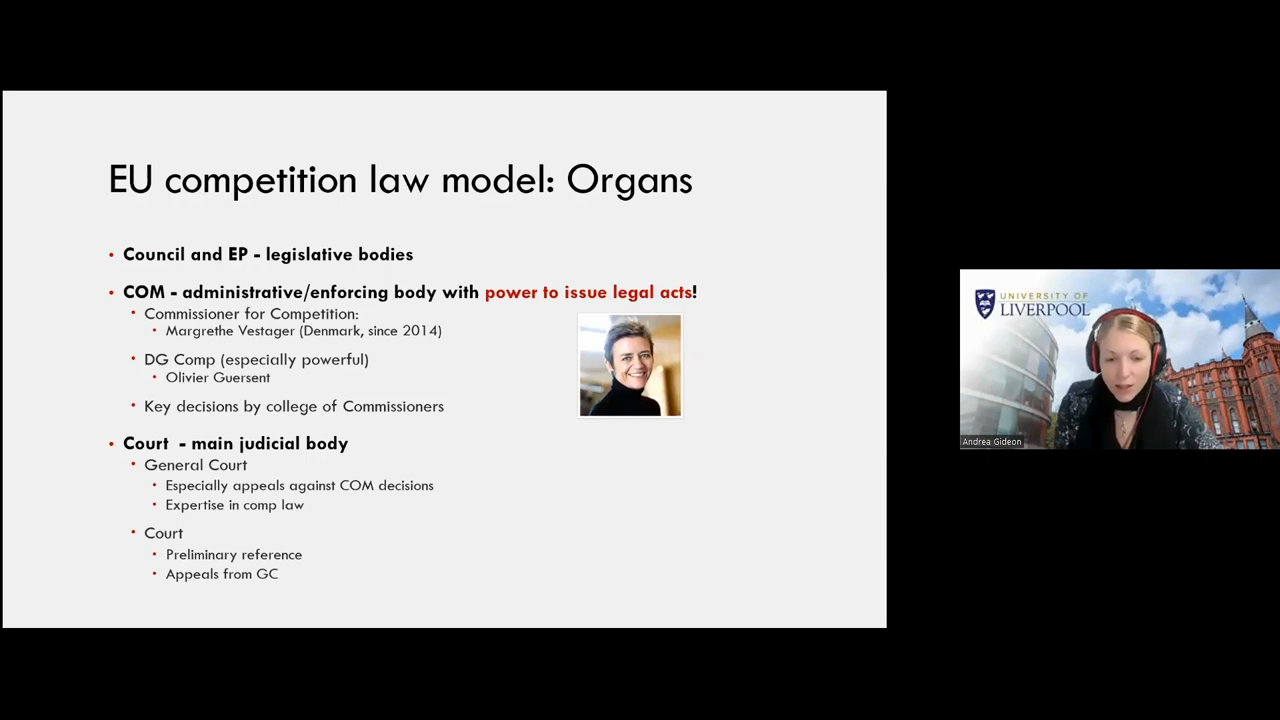 EU competition law model: Organs
• Council and EP - legislative bodies
• COM - administrative/enforcing body with power to issue legal acts!
• Commissioner for Competition:
• Margrethe Vestager (Denmark, since 2014)
• DG Comp (especially powerful)
• Olivier Guersent
• Key decisions by college of Commissioners
• Court - main judicial body
• General Court
• Especially appeals against COM decisions
• Expertise in comp law
• Court
• Preliminary reference
• Appeals from GC
UNIVERSITY OF
LIVERPOOL
Andrea Gideon